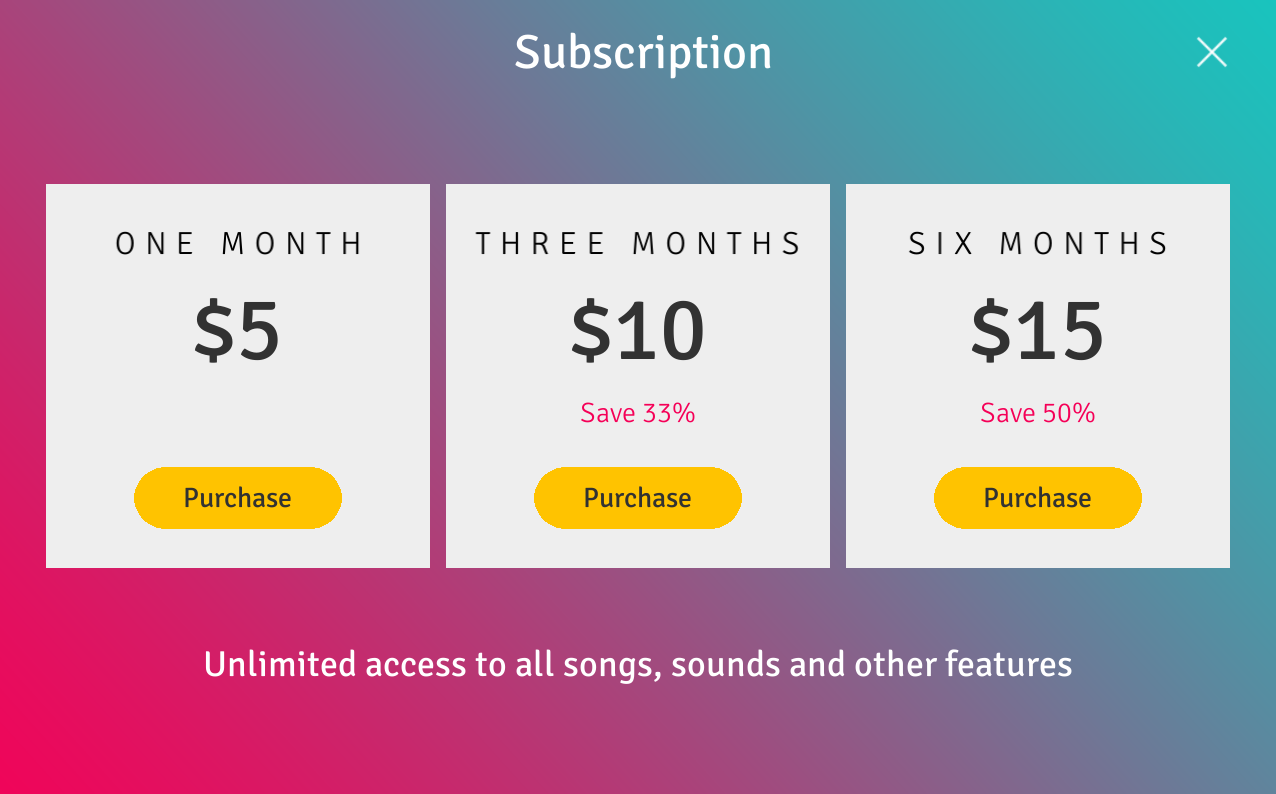 Subscription
ONE MONTH
$5
Purchase
THREE MONTHS
$10
Save 33%
Purchase
SIX MONTHS
$15
Save 50%
Purchase
Unlimited access to all songs, sounds and other features